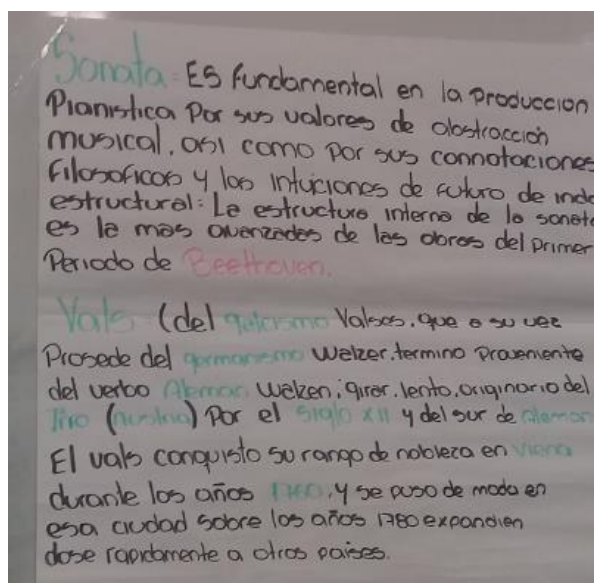 Sonata: Es fundamental en la produccion
Pianistica Por sus valores de abstracción
musical, asi como por sus connotaciones
Filosoficas y las intuiciones de futuro de indo
estructural: La estructura interna de la sonata
es la mas avanzadas de las obras del primer
Periodo de Beethoven.
Vals (del galicismo Valses, que a su vez
Prosede del germanismo Walzer, termino Proveniente
del verbo Aleman Welzen; girar, lento, originario del
Tiro (Austria) Por el siglo XII y del sur de Aleman
El vals conquisto su rango de nobleza en Viena
durante los años 1760, y se puso de moda en
esa ciudad sobre los años 1780 expandien
dose rapidamente a otros paises.